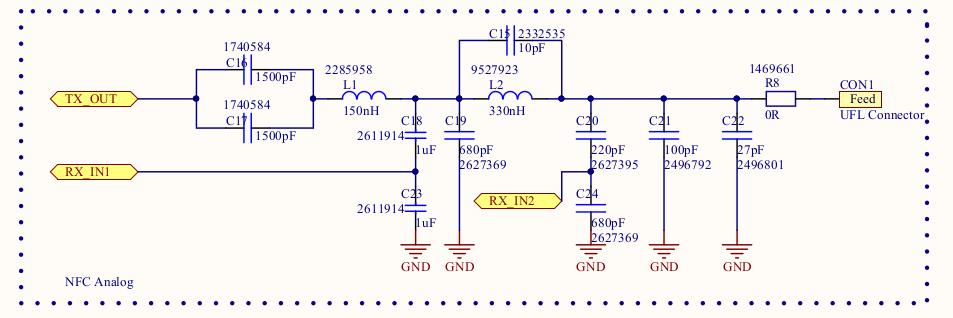 C15 2332535
10pF
1740584
C16
1500pF
2285958
L1
150nH
9527923
L2
330nH
1469661
R8
0R
CON1
Feed
UFL Connector
TX_OUT
1740584
C17
1500pF
C18
2611914
1uF
C19
680pF
2627369
C20
220pF
2627395
C21
100pF
2496792
C22
27pF
2496801
RX_IN1
C23
2611914
1uF
RX_IN2
C24
680pF
2627369
GND
GND
GND
GND
GND
NFC Analog